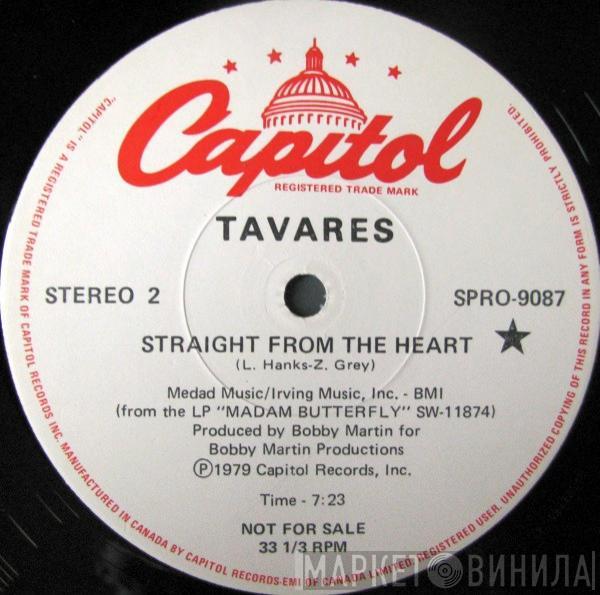 Capitol
REGISTERED TRADE MARK
TAVARES
STEREO 2
SPRO-9087
STRAIGHT FROM THE HEART
(L. Hanks-Z. Grey)
Medad Music/Irving Music, Inc. - BMI
(from the LP "MADAM BUTTERFLY" SW-11874)
Produced by Bobby Martin for
Bobby Martin Productions
Ⓟ1979 Capitol Records, Inc.
Time - 7:23
NOT FOR SALE
33 1/3 RPM
"CAPITOL" IS A REGISTERED TRADE MARK OF CAPITOL RECORDS INC. MANUFACTURED IN CANADA BY CAPITOL RECORDS-EMI OF CANADA LIMITED, REGISTERED USER. UNAUTHORIZED COPYING OF THIS RECORD IN ANY FORM IS STRICTLY PROHIBITED.
МАРКЕТ ВИНИЛА